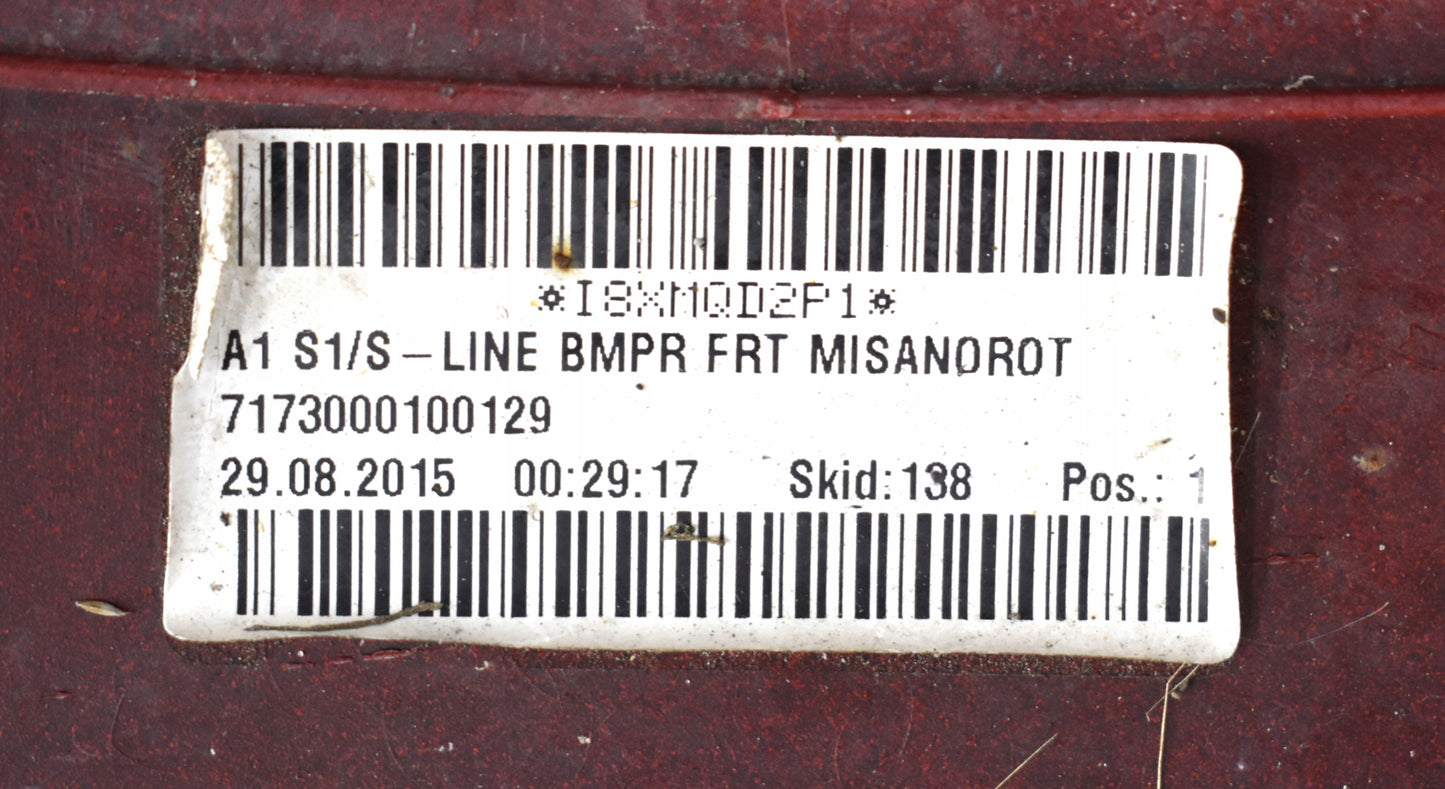 *I8XMQD2P1*
A1 S1/S-LINE BMPR FRT MISANOROT
7173000100129
29.08.2015 00:29:17 Skid:138 Pos.: 1